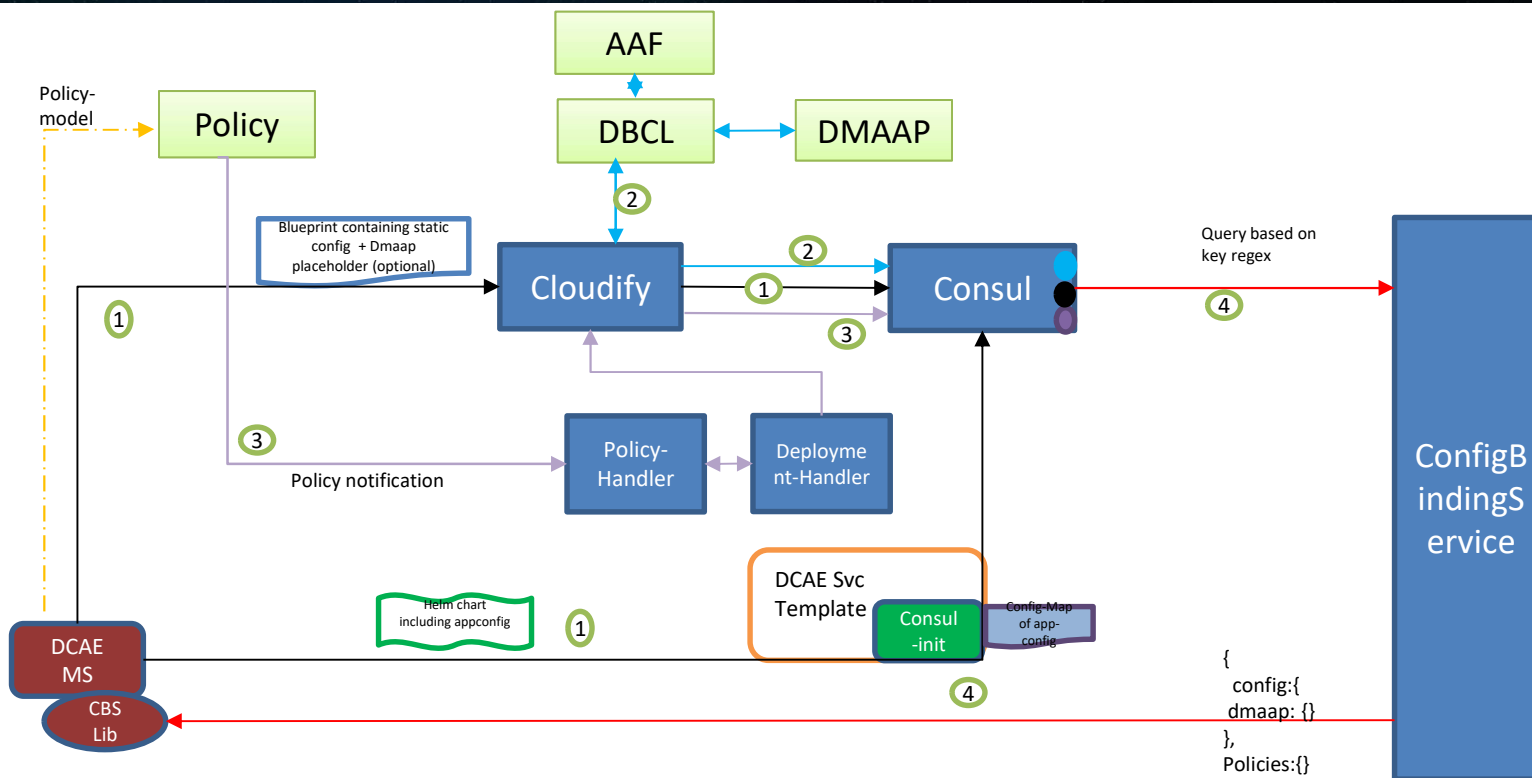 AAF
Policy-
model
Policy
DBCL
DMAAP
2
Blueprint containing static
config + Dmaap
placeholder (optional)
Query based on
key regex
2
Cloudify
1
Consul
1
4
3
3
Policy notification
Policy-
Handler
Deployme
nt-Handler
ConfigB
indingS
ervice
DCAE Svc
Template
Helm chart
including appconfig
1
Consul
-init
Config-Map
of app-
config
DCAE
MS
4
CBS
Lib
{
config:{
dmaap: {}
},
Policies:{}